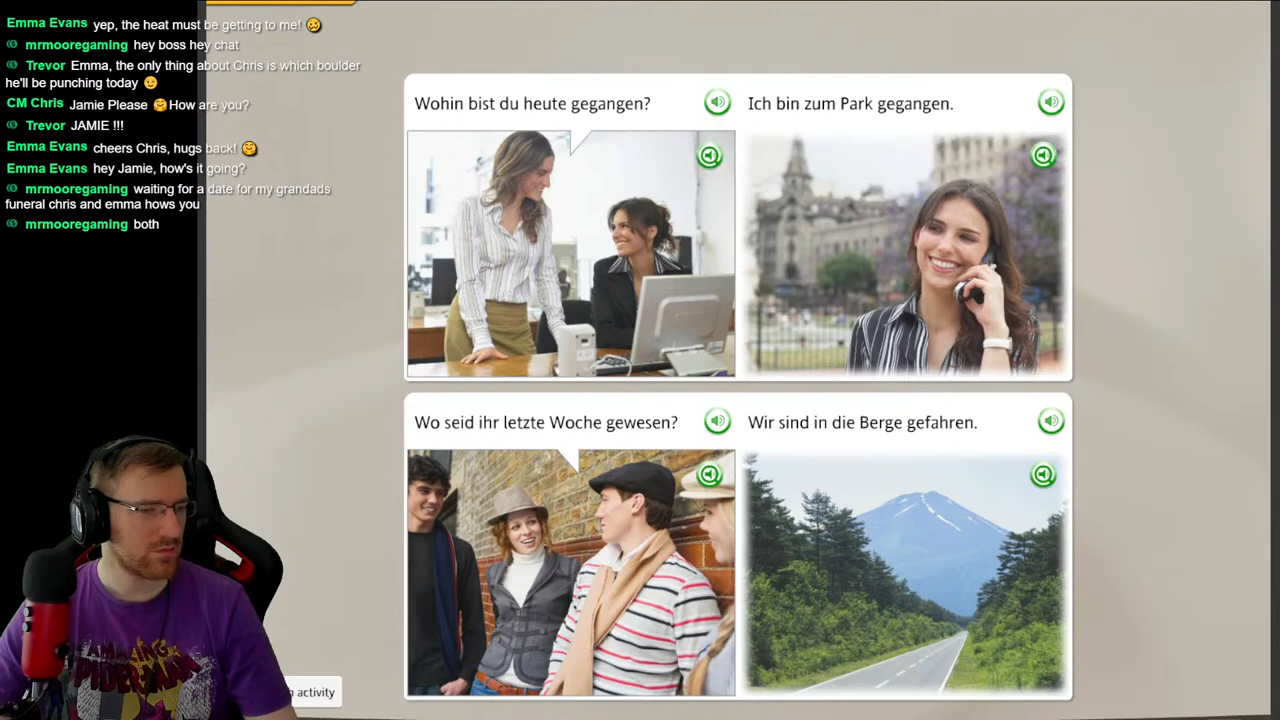 Emma Evans yep, the heat must be getting to me!
mrmooregaming hey boss hey chat
Trevor Emma, the only thing about Chris is which boulder
he'll be punching today
CM Chris Jamie Please How are you?
Trevor JAMIE !!!
Emma Evans cheers Chris, hugs back!
Emma Evans hey Jamie, how's it going?
mrmooregaming waiting for a date for my grandads
funeral chris and emma hows you
mrmooregaming both
Wohin bist du heute gegangen?
Ich bin zum Park gegangen.
Wo seid ihr letzte Woche gewesen?
Wir sind in die Berge gefahren.
activity